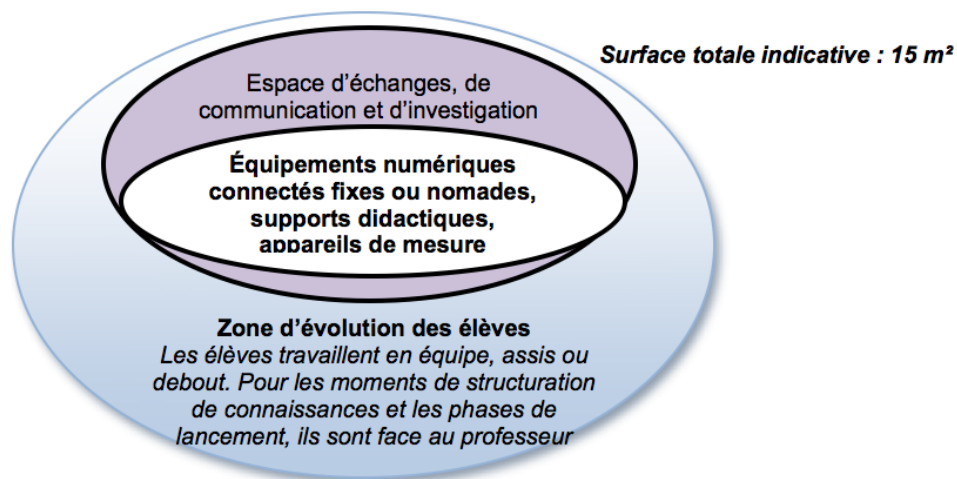 Surface totale indicative : 15 m²
Espace d’échanges, de
communication et d’investigation
Équipements numériques
connectés fixes ou nomades,
supports didactiques,
appareils de mesure
Zone d’évolution des élèves
Les élèves travaillent en équipe, assis ou
debout. Pour les moments de structuration
de connaissances et les phases de
lancement, ils sont face au professeur